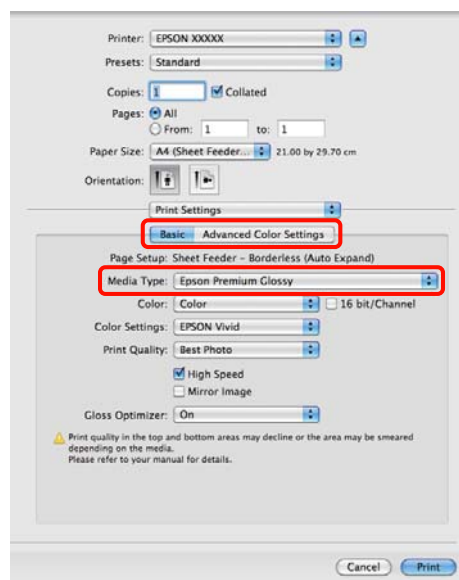 Printer: EPSON XXXXX
Presets: Standard
Copies: 1 Collated
Pages: All
From: 1 to: 1
Paper Size: A4 (Sheet Feeder... 21.00 by 29.70 cm
Orientation:
Print Settings
Basic Advanced Color Settings
Page Setup: Sheet Feeder - Borderless (Auto Expand)
Media Type: Epson Premium Glossy
Color: Color 16 bit/Channel
Color Settings: EPSON Vivid
Print Quality: Best Photo
High Speed
Mirror Image
Gloss Optimizer: On
Print quality in the top and bottom areas may decline or the area may be smeared
depending on the media.
Please refer to your manual for details.
Cancel Print